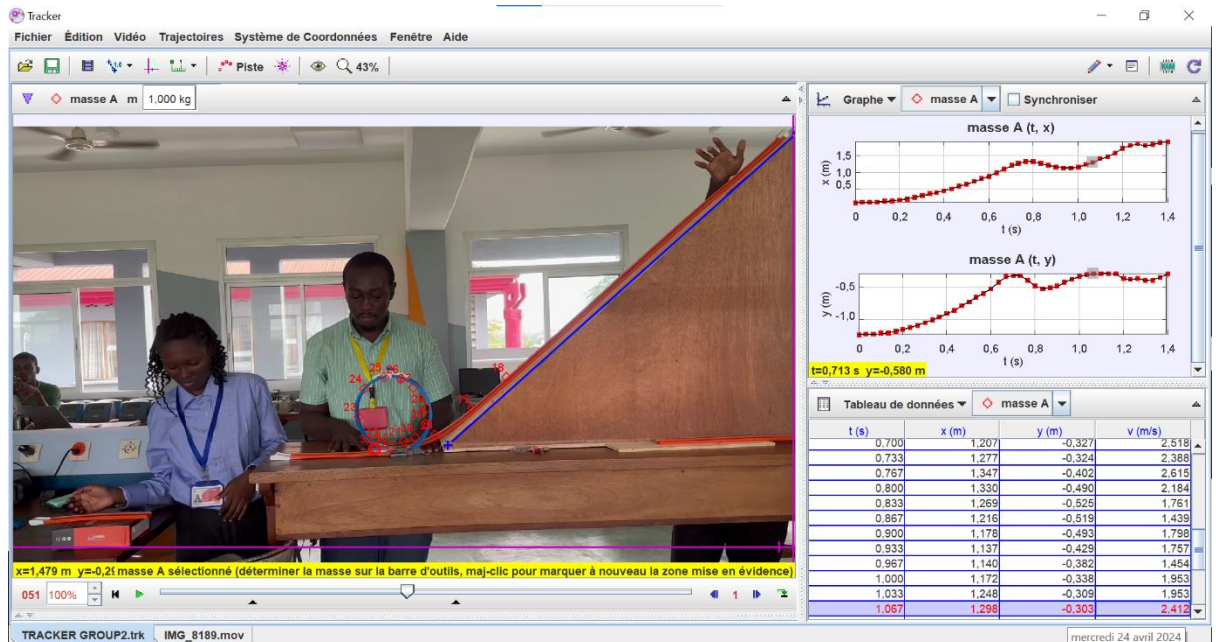 Tracker
Fichier Édition Vidéo Trajectoires Système de Coordonnées Fenêtre Aide
1,0 Piste 43%
masse A m 1,000 kg
Graphe masse A Synchroniser
masse A (t, x)
x (m)
1,5
1,0
0,5
0 0,2 0,4 0,6 0,8 1,0 1,2 1,4
t (s)
masse A (t, y)
y (m)
-0,5
-1,0
0 0,2 0,4 0,6 0,8 1,0 1,2 1,4
t (s)
t=0,713 s y=-0,580 m
18
25
24
23
Tableau de données masse A
t (s) x (m) y (m) v (m/s)
0,700 1,207 -0,327 2,518
0,733 1,277 -0,324 2,388
0,767 1,347 -0,402 2,615
0,800 1,330 -0,490 2,184
0,833 1,269 -0,525 1,761
0,867 1,216 -0,519 1,439
0,900 1,178 -0,493 1,798
0,933 1,137 -0,429 1,757
0,967 1,140 -0,382 1,454
1,000 1,172 -0,338 1,953
1,033 1,248 -0,309 1,953
1,067 1,298 -0,303 2,412
x=1,479 m y=-0,29 masse A sélectionné (déterminer la masse sur la barre d'outils, maj-clic pour marquer à nouveau la zone mise en évidence)
051 100% 1
TRACKER GROUP2.trk IMG_8189.mov
mercredi 24 avril 2024